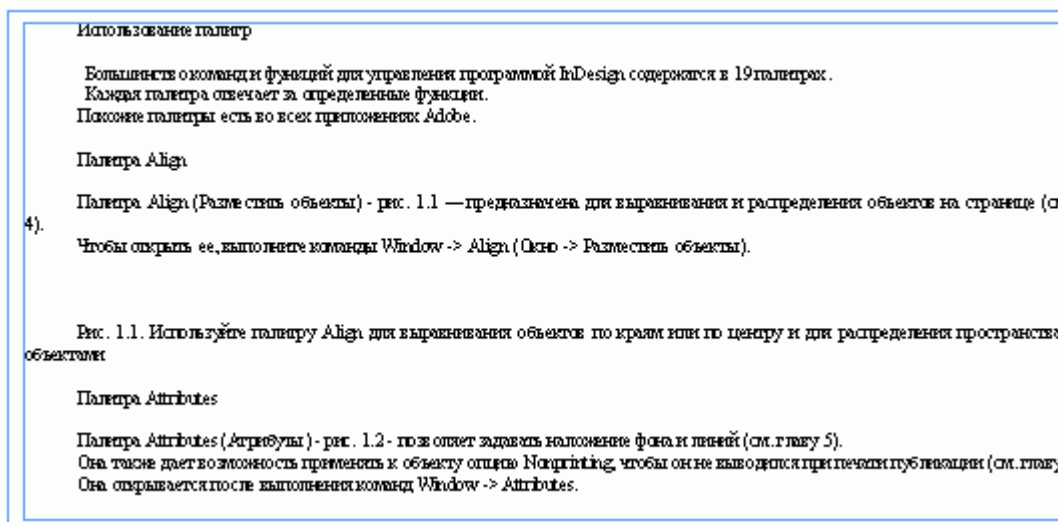 Использование палитр
Большинство команд и функций для управления программой InDesign содержатся в 19 палитрах.
Каждая палитра отвечает за определенные функции.
Похожие палитры есть во всех приложениях Adobe.
Палитра Align
Палитра Align (Разместить объекты) - рис. 1.1 — предназначена для выравнивания и распределения объектов на странице (с
4).
Чтобы открыть ее, выполните команды Window -> Align (Окно -> Разместить объекты).
Рис. 1.1. Используйте палитру Align для выравнивания объектов по краям или по центру и для распределения пространства
объектами
Палитра Attributes
Палитра Attributes (Атрибуты) - рис. 1.2 - позволяет задавать наложение фона и линий (см. главу 5).
Она также дает возможность применять к объекту опцию Nonprinting, чтобы он не выводился при печати публикации (см. главу
Она открывается после выполнения команд Window -> Attributes.